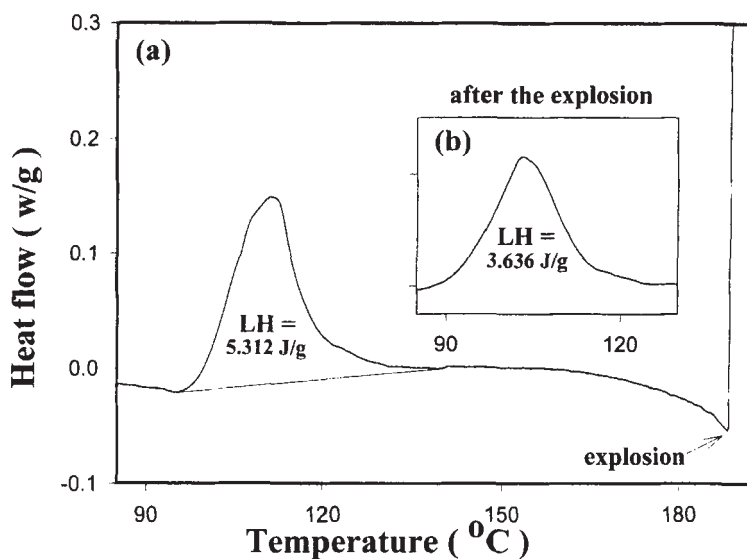 0.3
(a)
after the explosion
(b)
0.2
LH =
3.636 J/g
0.1
LH =
5.312 J/g
90
120
0.0
explosion
-0.1
90
120
150
180
Heat flow ( w/g )
Temperature ( °C )